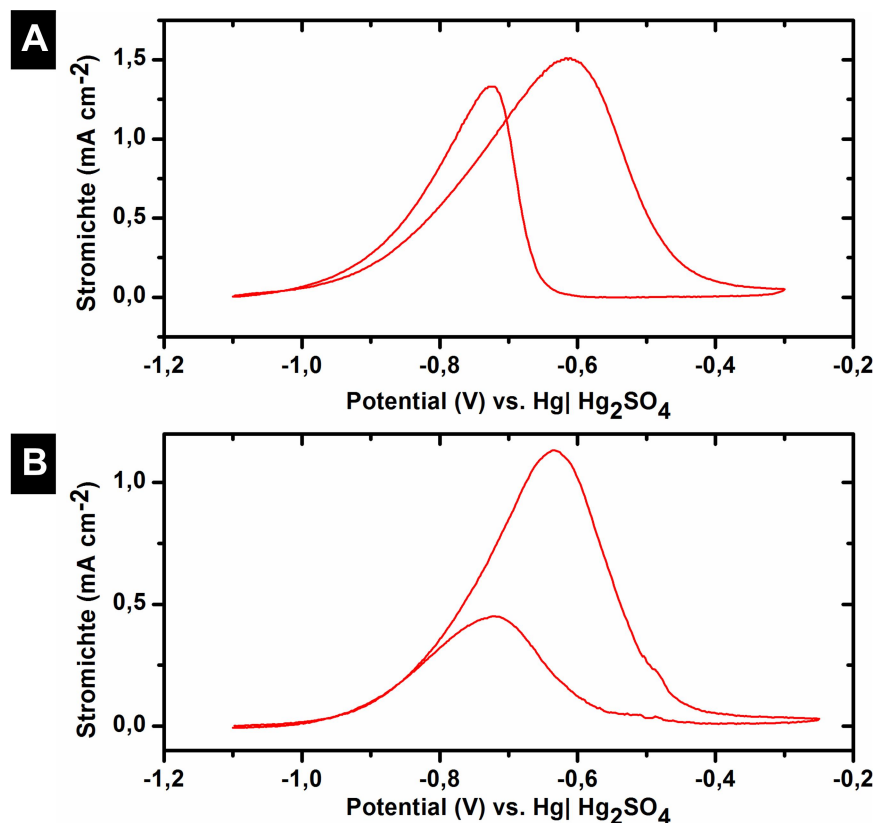 A
Stromichte (mA cm-2)
1,5
1,0
0,5
0,0
-1,2 -1,0 -0,8 -0,6 -0,4 -0,2
Potential (V) vs. Hg| Hg2SO4
B
Stromichte (mA cm-2)
1,0
0,5
0,0
-1,2 -1,0 -0,8 -0,6 -0,4 -0,2
Potential (V) vs. Hg| Hg2SO4